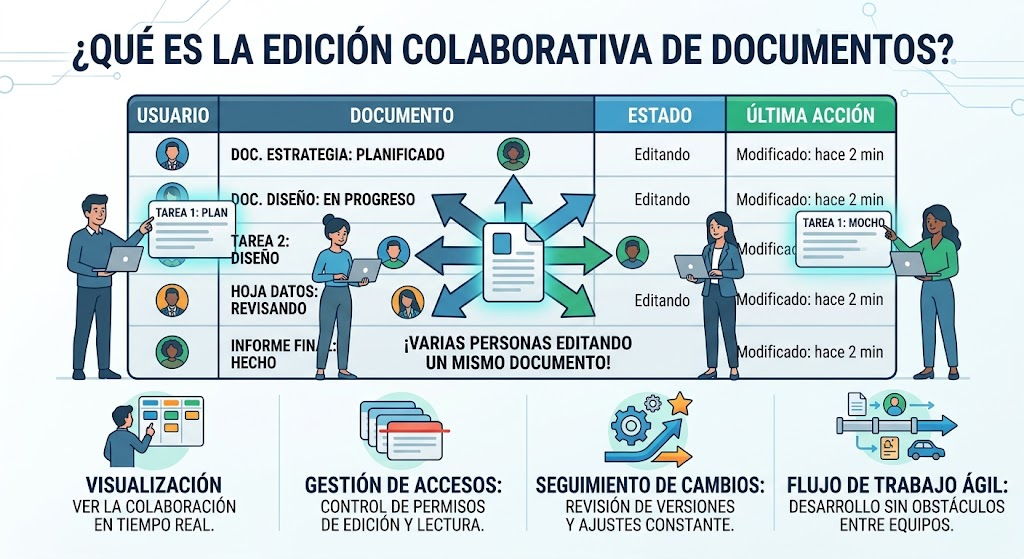 ¿QUÉ ES LA EDICIÓN COLABORATIVA DE DOCUMENTOS?
USUARIO DOCUMENTO ESTADO ÚLTIMA ACCIÓN
DOC. ESTRATEGIA: PLANIFICADO Editando Modificado: hace 2 min
DOC. DISEÑO: EN PROGRESO Editando Modificado: hace 2 min
TAREA 1: PLAN
TAREA 1: MOCHO
TAREA 2:
DISEÑO
HOJA DATOS:
REVISANDO
Editando Modificado: hace 2 min
INFORME FINAL:
HECHO
Modificado: hace 2 min
¡VARIAS PERSONAS EDITANDO
UN MISMO DOCUMENTO!
VISUALIZACIÓN
VER LA COLABORACIÓN
EN TIEMPO REAL.
GESTIÓN DE ACCESOS:
CONTROL DE PERMISOS
DE EDICIÓN Y LECTURA.
SEGUIMIENTO DE CAMBIOS:
REVISIÓN DE VERSIONES
Y AJUSTES CONSTANTE.
FLUJO DE TRABAJO ÁGIL:
DESARROLLO SIN OBSTÁCULOS
ENTRE EQUIPOS.